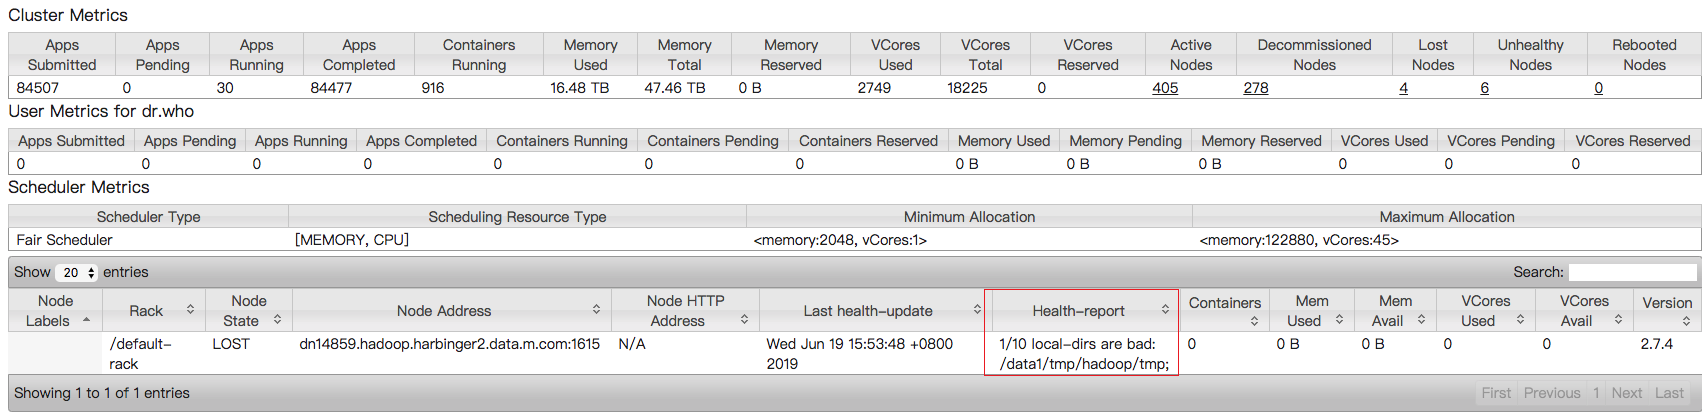 Cluster Metrics
Apps Submitted Apps Pending Apps Running Apps Completed Containers Running Memory Used Memory Total Memory Reserved VCores Used VCores Total VCores Reserved Active Nodes Decommissioned Nodes Lost Nodes Unhealthy Nodes Rebooted Nodes
84507 0 30 84477 916 16.48 TB 47.46 TB 0 B 2749 18225 0 405 278 4 6 0
User Metrics for dr.who
Apps Submitted Apps Pending Apps Running Apps Completed Containers Running Containers Pending Containers Reserved Memory Used Memory Pending Memory Reserved VCores Used VCores Pending VCores Reserved
0 0 0 0 0 0 0 0 B 0 B 0 B 0 0 0
Scheduler Metrics
Scheduler Type Scheduling Resource Type Minimum Allocation Maximum Allocation
Fair Scheduler [MEMORY, CPU] <memory:2048, vCores:1> <memory:122880, vCores:45>
Show 20 entries Search:
Node Labels Rack Node State Node Address Node HTTP Address Last health-update Health-report Containers Mem Used Mem Avail VCores Used VCores Avail Version
/default-rack LOST dn14859.hadoop.harbinger2.data.m.com:1615 N/A Wed Jun 19 15:53:48 +0800 2019 1/10 local-dirs are bad: /data1/tmp/hadoop/tmp; 0 0 B 0 B 0 0 2.7.4
Showing 1 to 1 of 1 entries First Previous 1 Next Last